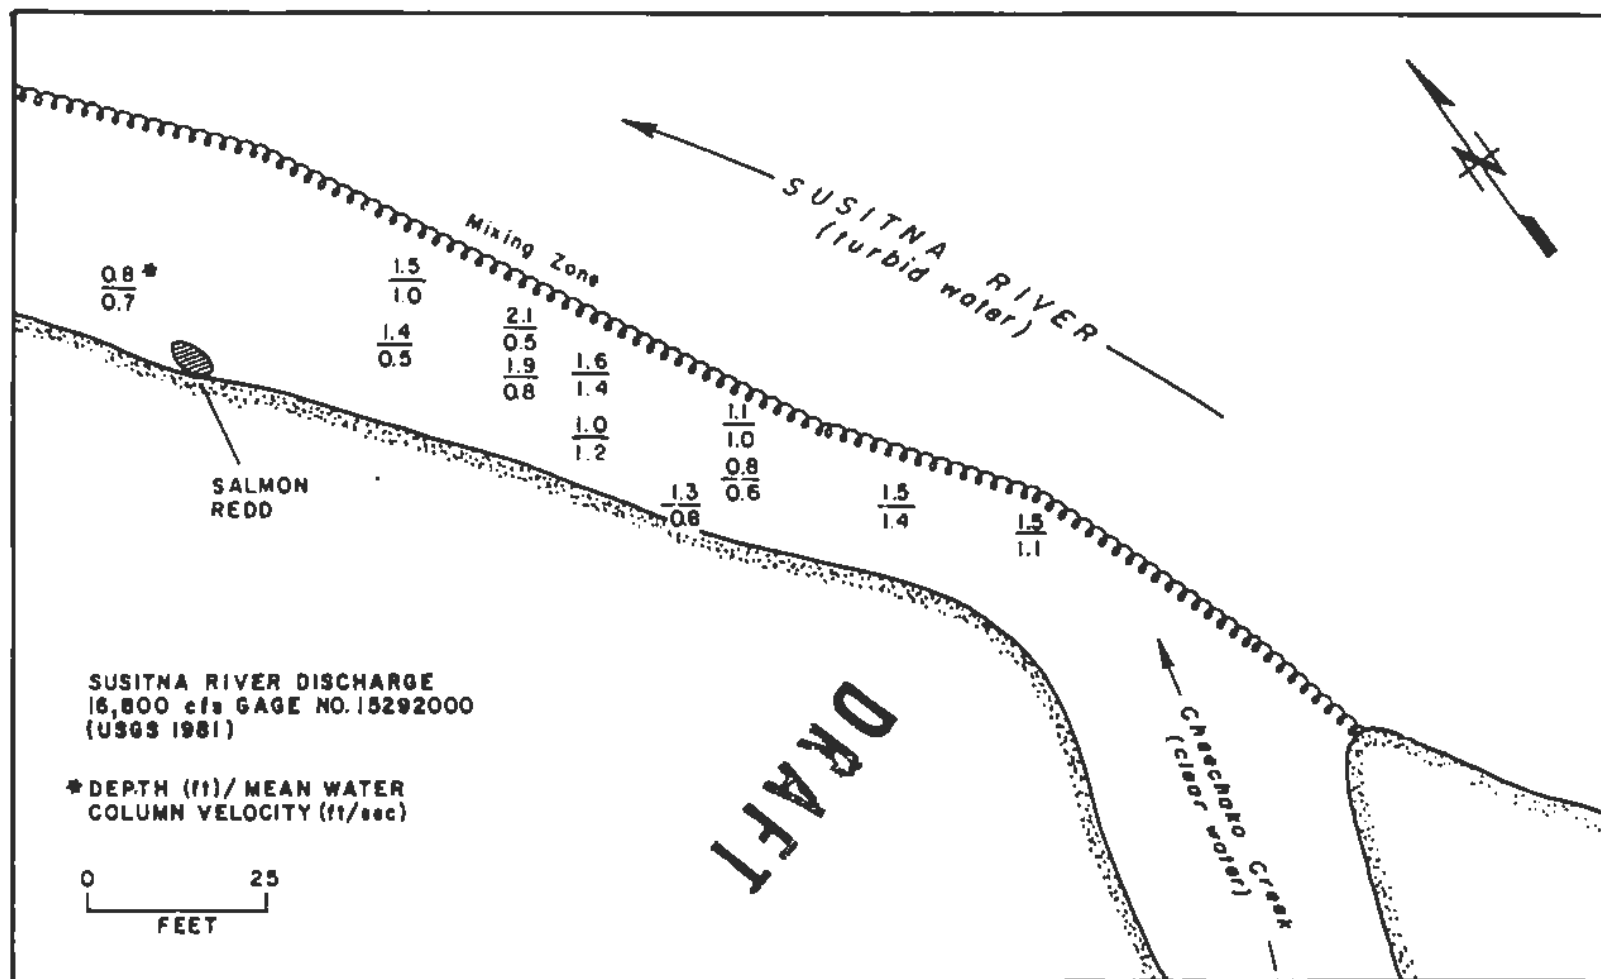 SUSITNA RIVER
(turbid water)
Mixing Zone
0.8*
0.7
1.5
1.0
1.4
0.5
2.1
0.5
1.9
0.8
1.6
1.4
1.0
1.2
1.1
1.0
0.8
0.6
1.3
0.6
1.5
1.4
1.5
1.1
SALMON
REDD
Cheechako Creek
(clear water)
DRAFT
SUSITNA RIVER DISCHARGE
16,800 cfs GAGE NO. 15292000
(USGS 1981)
*DEPTH (ft)/ MEAN WATER
COLUMN VELOCITY (ft/sec)
0 25
FEET